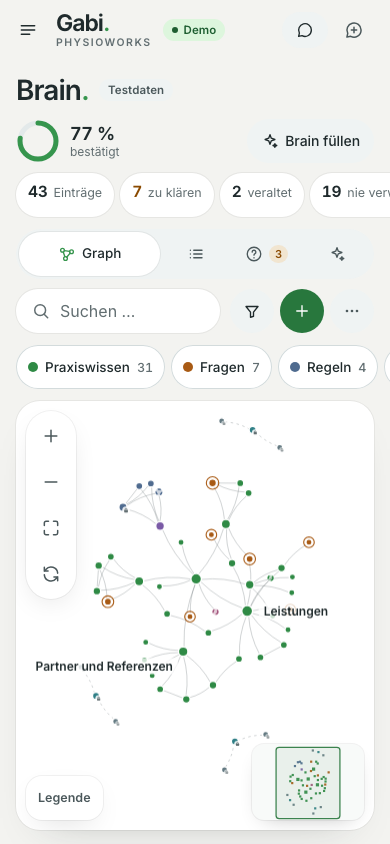 Gabi.
PHYSIOWORKS
Demo
Brain.
Testdaten
77 %
bestätigt
Brain füllen
43 Einträge
7 zu klären
2 veraltet
19 nie ver
Graph
3
Suchen ...
Praxiswissen 31
Fragen 7
Regeln 4
Leistungen
Partner und Referenzen
Legende